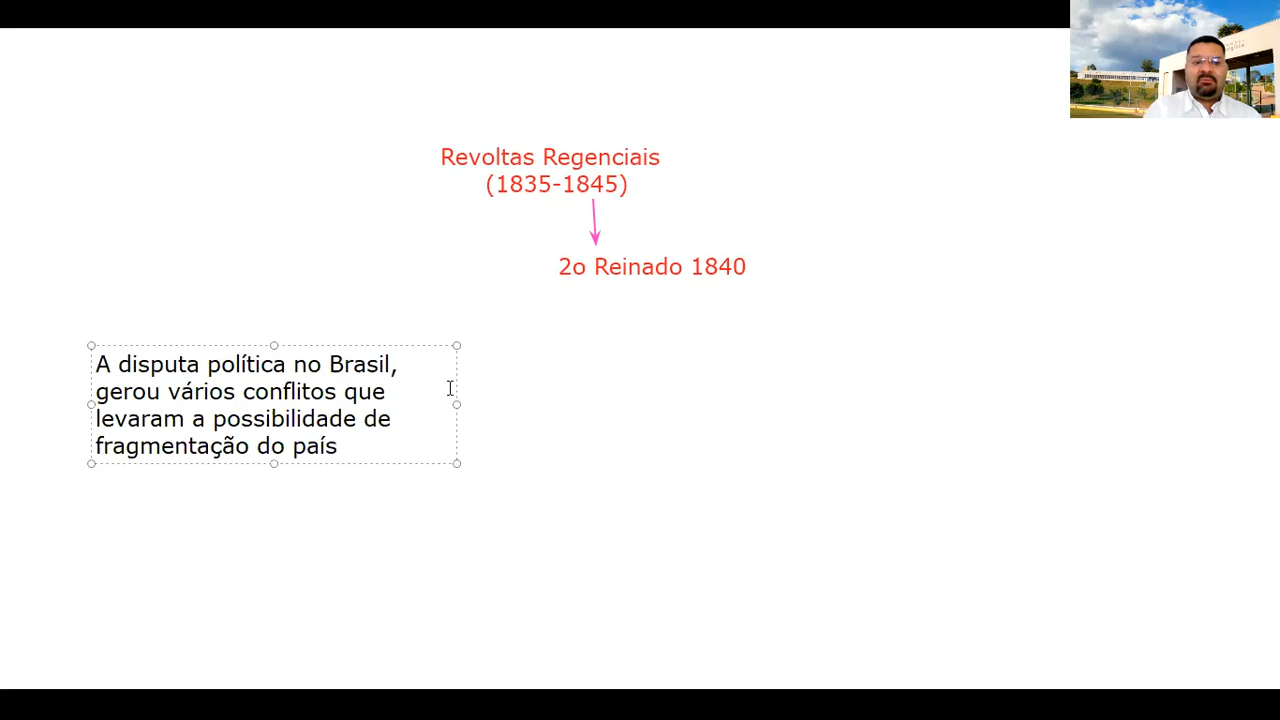 Revoltas Regenciais
(1835-1845)
2o Reinado 1840
A disputa política no Brasil,
gerou vários conflitos que
levaram a possibilidade de
fragmentação do país